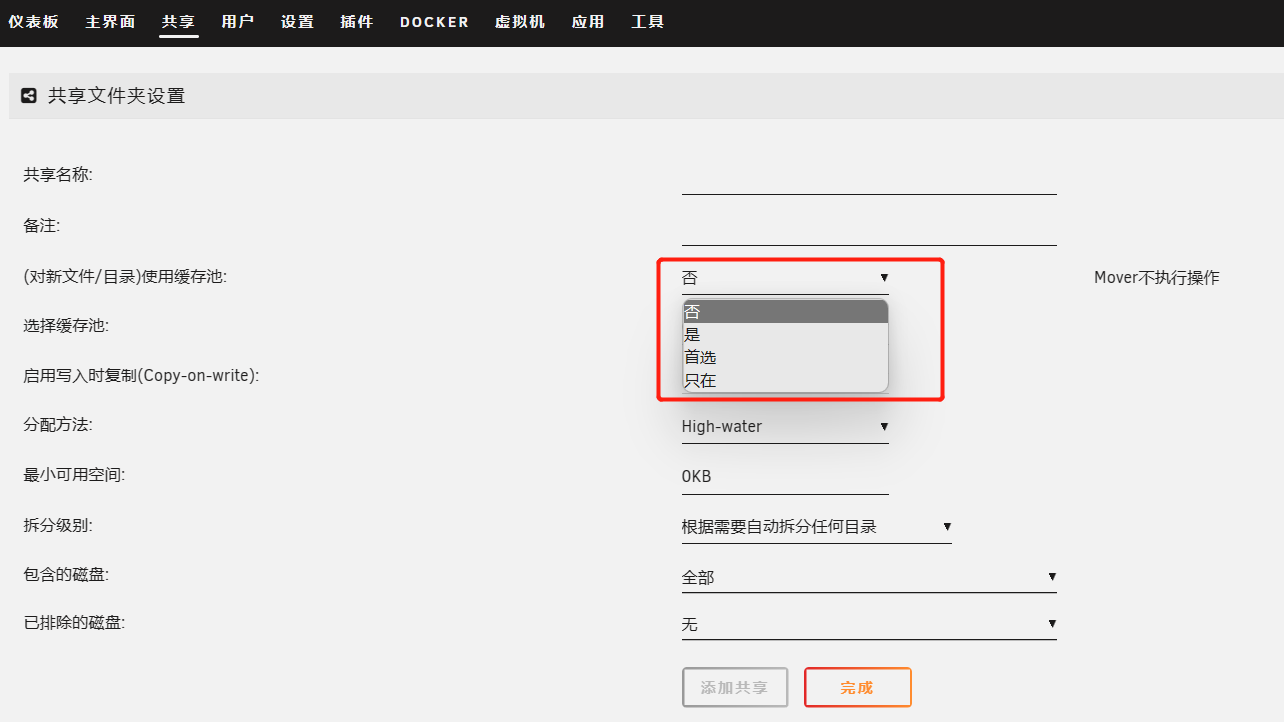 仪表板 主界面 共享 用户 设置 插件 DOCKER 虚拟机 应用 工具
共享文件夹设置
共享名称:
备注:
(对新文件/目录)使用缓存池: 否 Mover不执行操作
否
选择缓存池: 是
首选
启用写入时复制(Copy-on-write): 只在
分配方法: High-water
最小可用空间: 0KB
拆分级别: 根据需要自动拆分任何目录
包含的磁盘: 全部
已排除的磁盘: 无
添加共享 完成